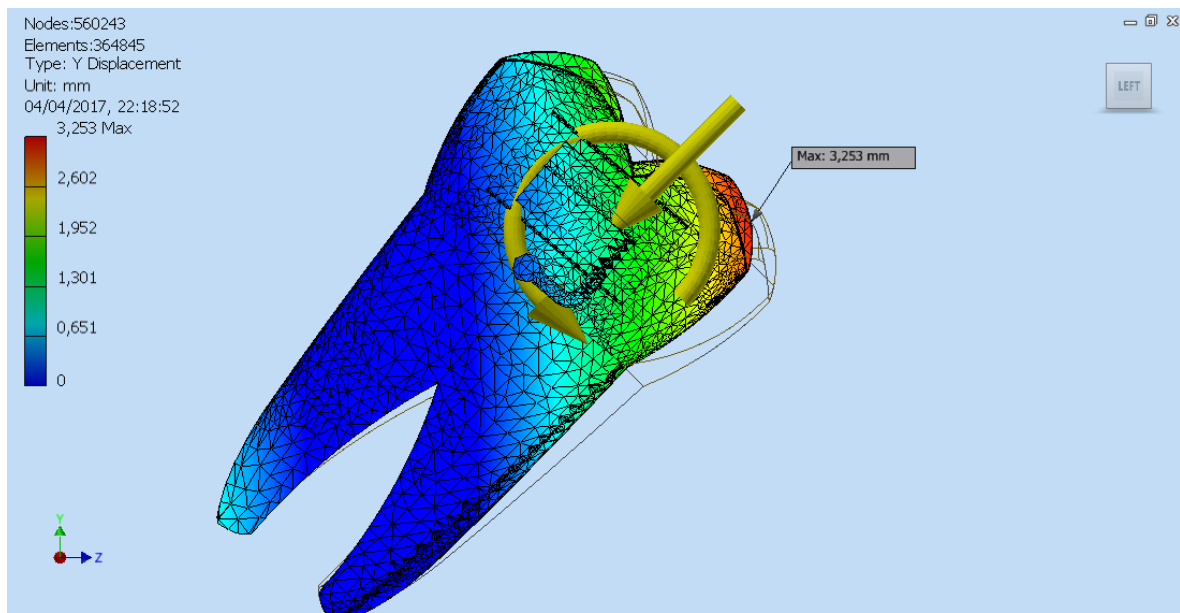 Nodes:560243
Elements:364845
Type: Y Displacement
Unit: mm
04/04/2017, 22:18:52
3,253 Max
2,602
1,952
1,301
0,651
0
Max: 3,253 mm
LEFT
Y
Z